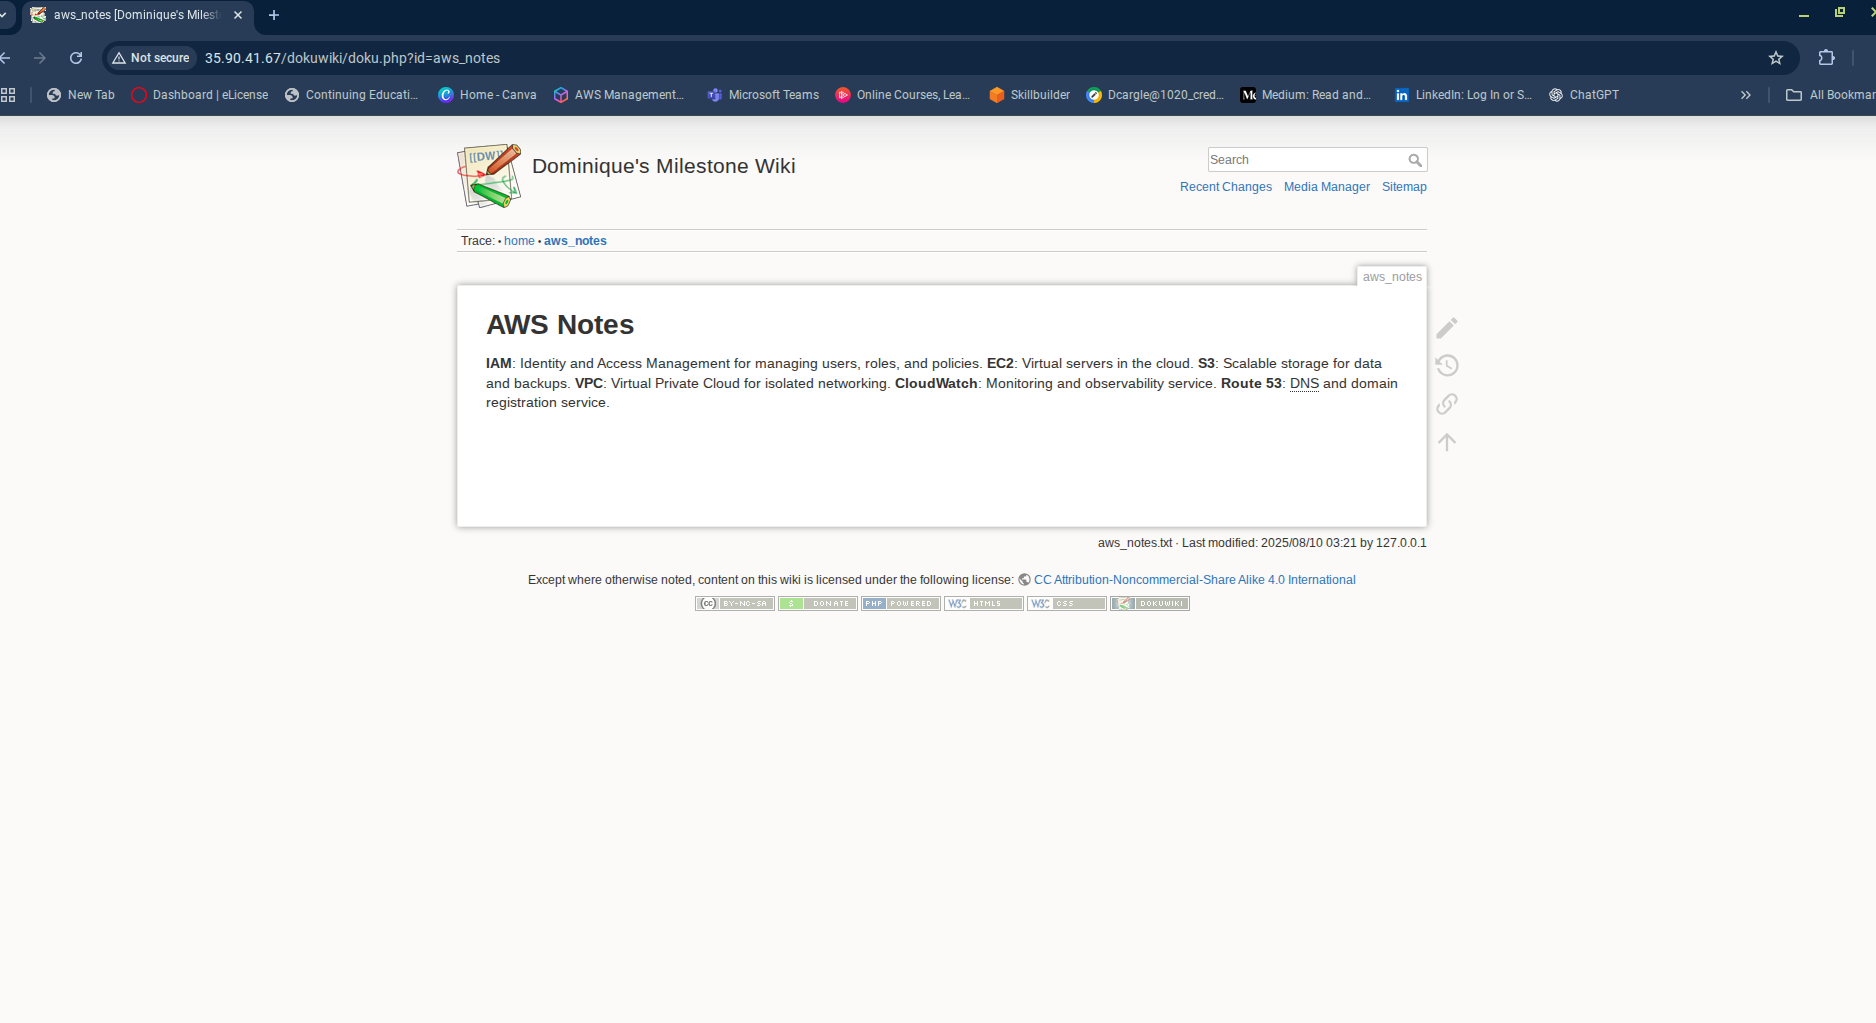 aws_notes [Dominique's Milest
Not secure
35.90.41.67/dokuwiki/doku.php?id=aws_notes
New Tab
Dashboard | eLicense
Continuing Educati...
Home - Canva
AWS Management...
Microsoft Teams
Online Courses, Lea...
Skillbuilder
Dcargle@1020_cred...
Medium: Read and...
LinkedIn: Log In or S...
ChatGPT
All Bookmar
[[DW]]
Dominique's Milestone Wiki
Search
Recent Changes Media Manager Sitemap
Trace: • home • aws_notes
aws_notes
AWS Notes
IAM: Identity and Access Management for managing users, roles, and policies. EC2: Virtual servers in the cloud. S3: Scalable storage for data
and backups. VPC: Virtual Private Cloud for isolated networking. CloudWatch: Monitoring and observability service. Route 53: DNS and domain
registration service.
aws_notes.txt · Last modified: 2025/08/10 03:21 by 127.0.0.1
Except where otherwise noted, content on this wiki is licensed under the following license: CC Attribution-Noncommercial-Share Alike 4.0 International
(cc) BY-NC-SA $ DONATE PHP POWERED W3C HTML5 W3C CSS DOKUWIKI